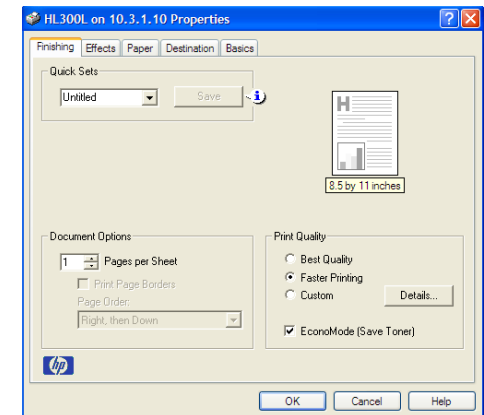 HL300L on 10.3.1.10 Properties
Finishing Effects Paper Destination Basics
Quick Sets
Untitled Save
H
8.5 by 11 inches
Document Options
1 Pages per Sheet
Print Page Borders
Page Order:
Right, then Down
Print Quality
Best Quality
Faster Printing
Custom Details...
EconoMode (Save Toner)
hp
OK Cancel Help